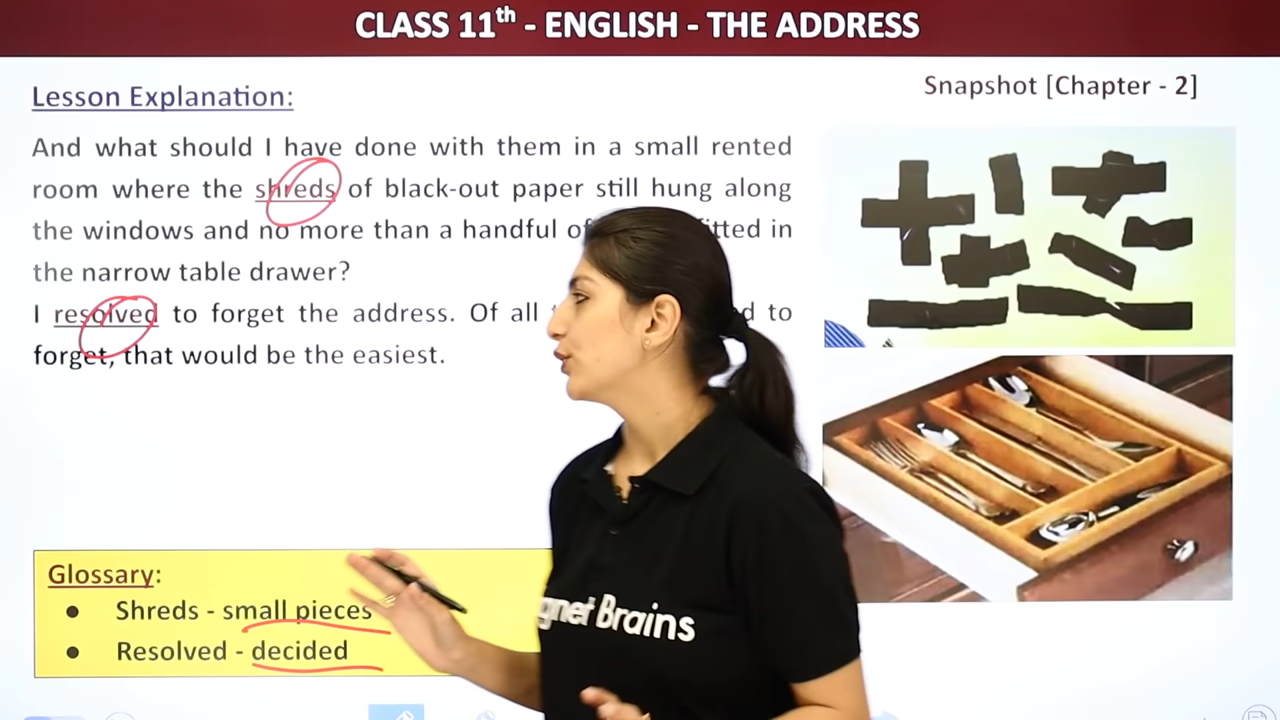 CLASS 11th - ENGLISH - THE ADDRESS
Lesson Explanation:
Snapshot [Chapter - 2]
And what should I have done with them in a small rented
room where the shreds of black-out paper still hung along
the windows and no more than a handful of
in
the narrow table drawer?
I resolved to forget the address. Of all
to
forget, that would be the easiest.
Glossary:
● Shreds - small pieces
● Resolved - decided
Brains